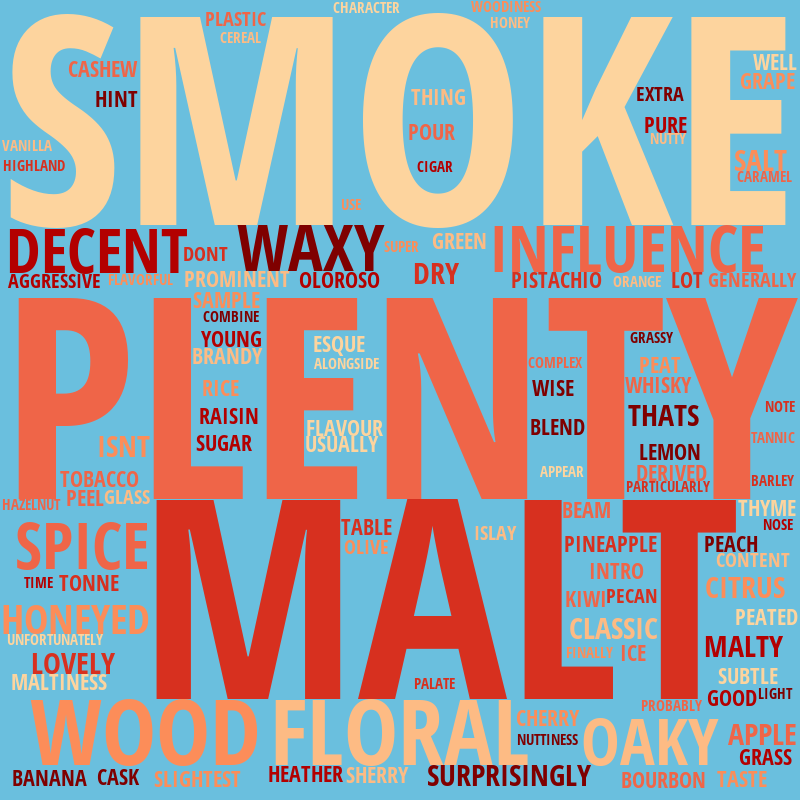 CHARACTER
WOODINESS
PLASTIC
HONEY
CEREAL
SMOKE
WELL
CASHEW
GRAPE
HINT
THING
EXTRA
POUR
PURE
NUTTY
VANILLA
HIGHLAND
CIGAR
SALT
CARAMEL
USE
DECENT
DONT
WAXY
SUPER
GREEN
INFLUENCE
AGGRESSIVE
FLAVORFUL
PROMINENT
OLOROSO
DRY
PISTACHIO
ORANGE
LOT
GENERALLY
SAMPLE
COMBINE
PLENTY
YOUNG
ESQUE
GRASSY
BRANDY
ALONGSIDE
COMPLEX
PEAT
RICE
WISE
WHISKY
RAISIN
THATS
NOTE
FLAVOUR
BLEND
ISNT
SUGAR
USUALLY
LEMON
TANNIC
TOBACCO
APPEAR
DERIVED
BARLEY
PEEL
GLASS
PARTICULARLY
HAZELNUT
MALT
BEAM
THYME
SPICE
TABLE
ISLAY
NOSE
OLIVE
PINEAPPLE
PEACH
CONTENT
TIME
TONNE
INTRO
CITRUS
KIWI
PECAN
HONEYED
CLASSIC
PEATED
UNFORTUNATELY
FINALLY
ICE
MALTY
LOVELY
MALTINESS
PALATE
SUBTLE
GOOD
LIGHT
WOOD
FLORAL
CHERRY
PROBABLY
OAKY
APPLE
NUTTINESS
GRASS
BANANA
CASK
SLIGHTEST
HEATHER
SHERRY
SURPRISINGLY
BOURBON
TASTE